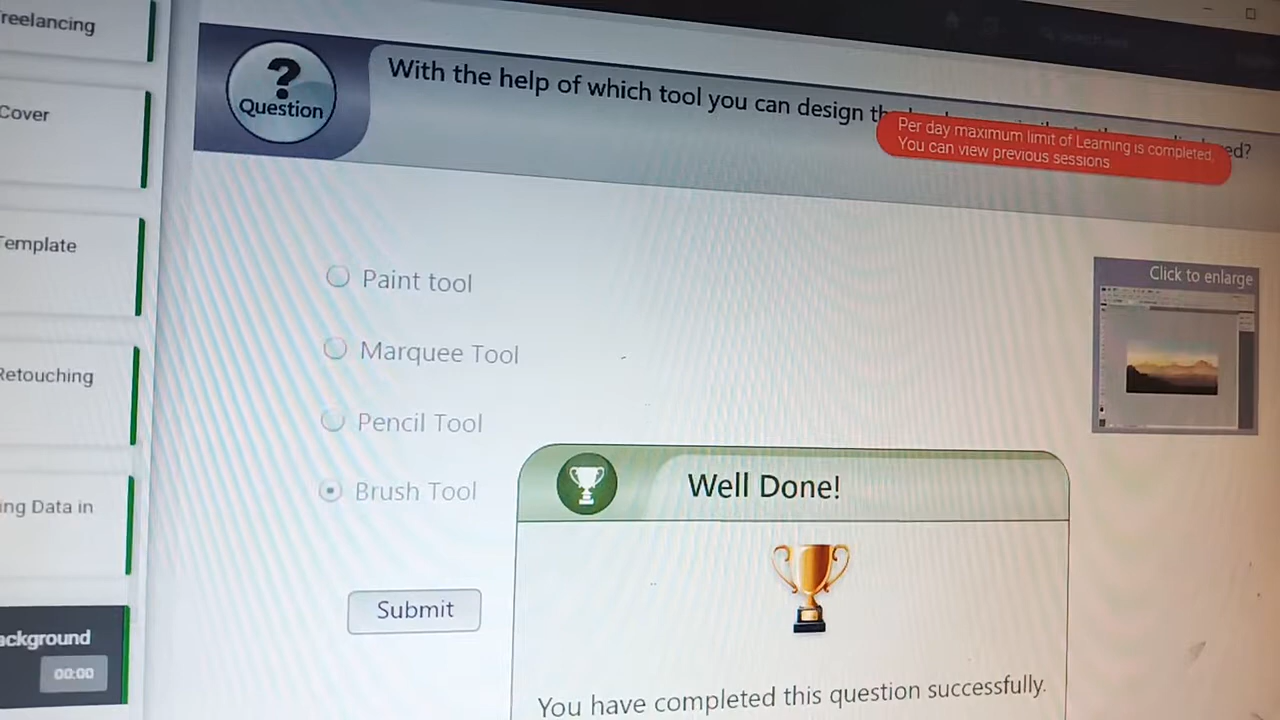 reelancing
Cover
Template
Retouching
ing Data in
ackground
00:00
?
Question
With the help of which tool you can design th ed?
Per day maximum limit of Learning is completed,
You can view previous sessions
Paint tool
Marquee Tool
Pencil Tool
Brush Tool
Submit
Click to enlarge
Well Done!
You have completed this question successfully.